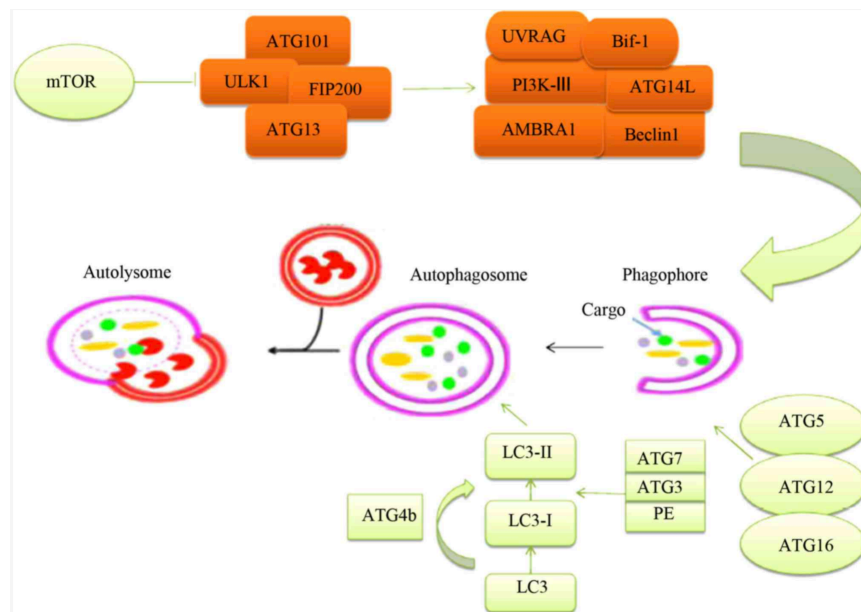 mTOR
ATG101
ULK1
FIP200
ATG13
UVRAG
Bif-1
PI3K-III
ATG14L
AMBRA1
Beclin1
Autolysome
Autophagosome
Phagophore
Cargo
ATG5
ATG12
ATG16
ATG7
ATG3
PE
LC3-II
LC3-I
LC3
ATG4b